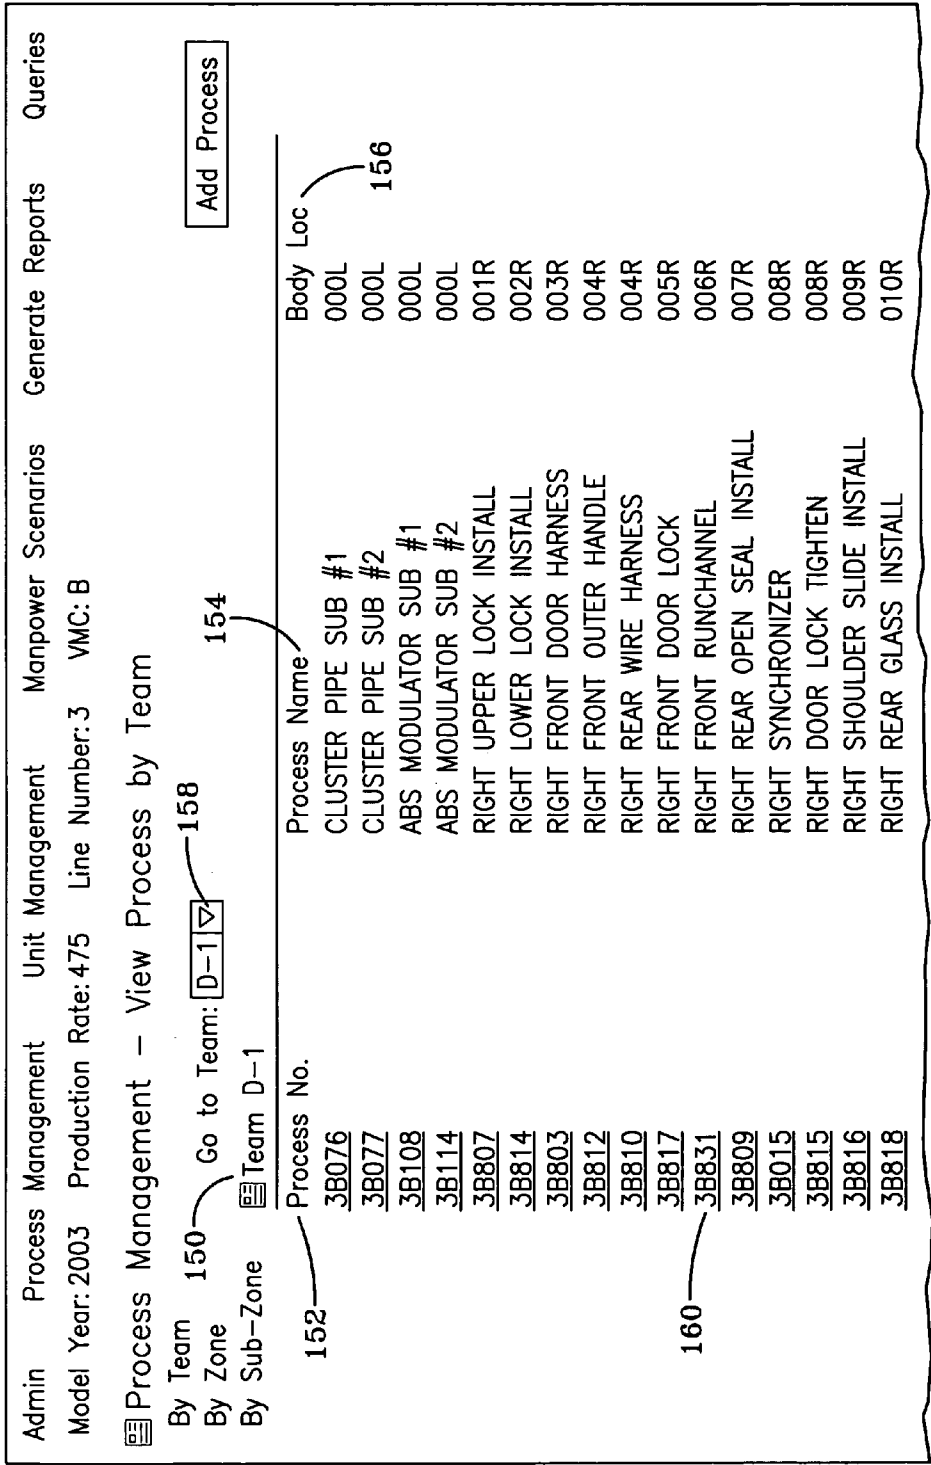 Admin Process Management Unit Management Manpower Scenarios Generate Reports Queries
Model Year: 2003 Production Rate: 475 Line Number: 3 VMC: B
Process Management – View Process by Team
Add Process
By Team
By Zone
By Sub-Zone
150
Go to Team: D-1
158
154
Team D-1
152
Process No. Process Name Body Loc
156
3B076 CLUSTER PIPE SUB #1 000L
3B077 CLUSTER PIPE SUB #2 000L
3B108 ABS MODULATOR SUB #1 000L
3B114 ABS MODULATOR SUB #2 000L
3B807 RIGHT UPPER LOCK INSTALL 001R
3B814 RIGHT LOWER LOCK INSTALL 002R
3B803 RIGHT FRONT DOOR HARNESS 003R
3B812 RIGHT FRONT OUTER HANDLE 004R
3B810 RIGHT REAR WIRE HARNESS 004R
3B817 RIGHT FRONT DOOR LOCK 005R
160
3B831 RIGHT FRONT RUNCHANNEL 006R
3B809 RIGHT REAR OPEN SEAL INSTALL 007R
3B015 RIGHT SYNCHRONIZER 008R
3B815 RIGHT DOOR LOCK TIGHTEN 008R
3B816 RIGHT SHOULDER SLIDE INSTALL 009R
3B818 RIGHT REAR GLASS INSTALL 010R